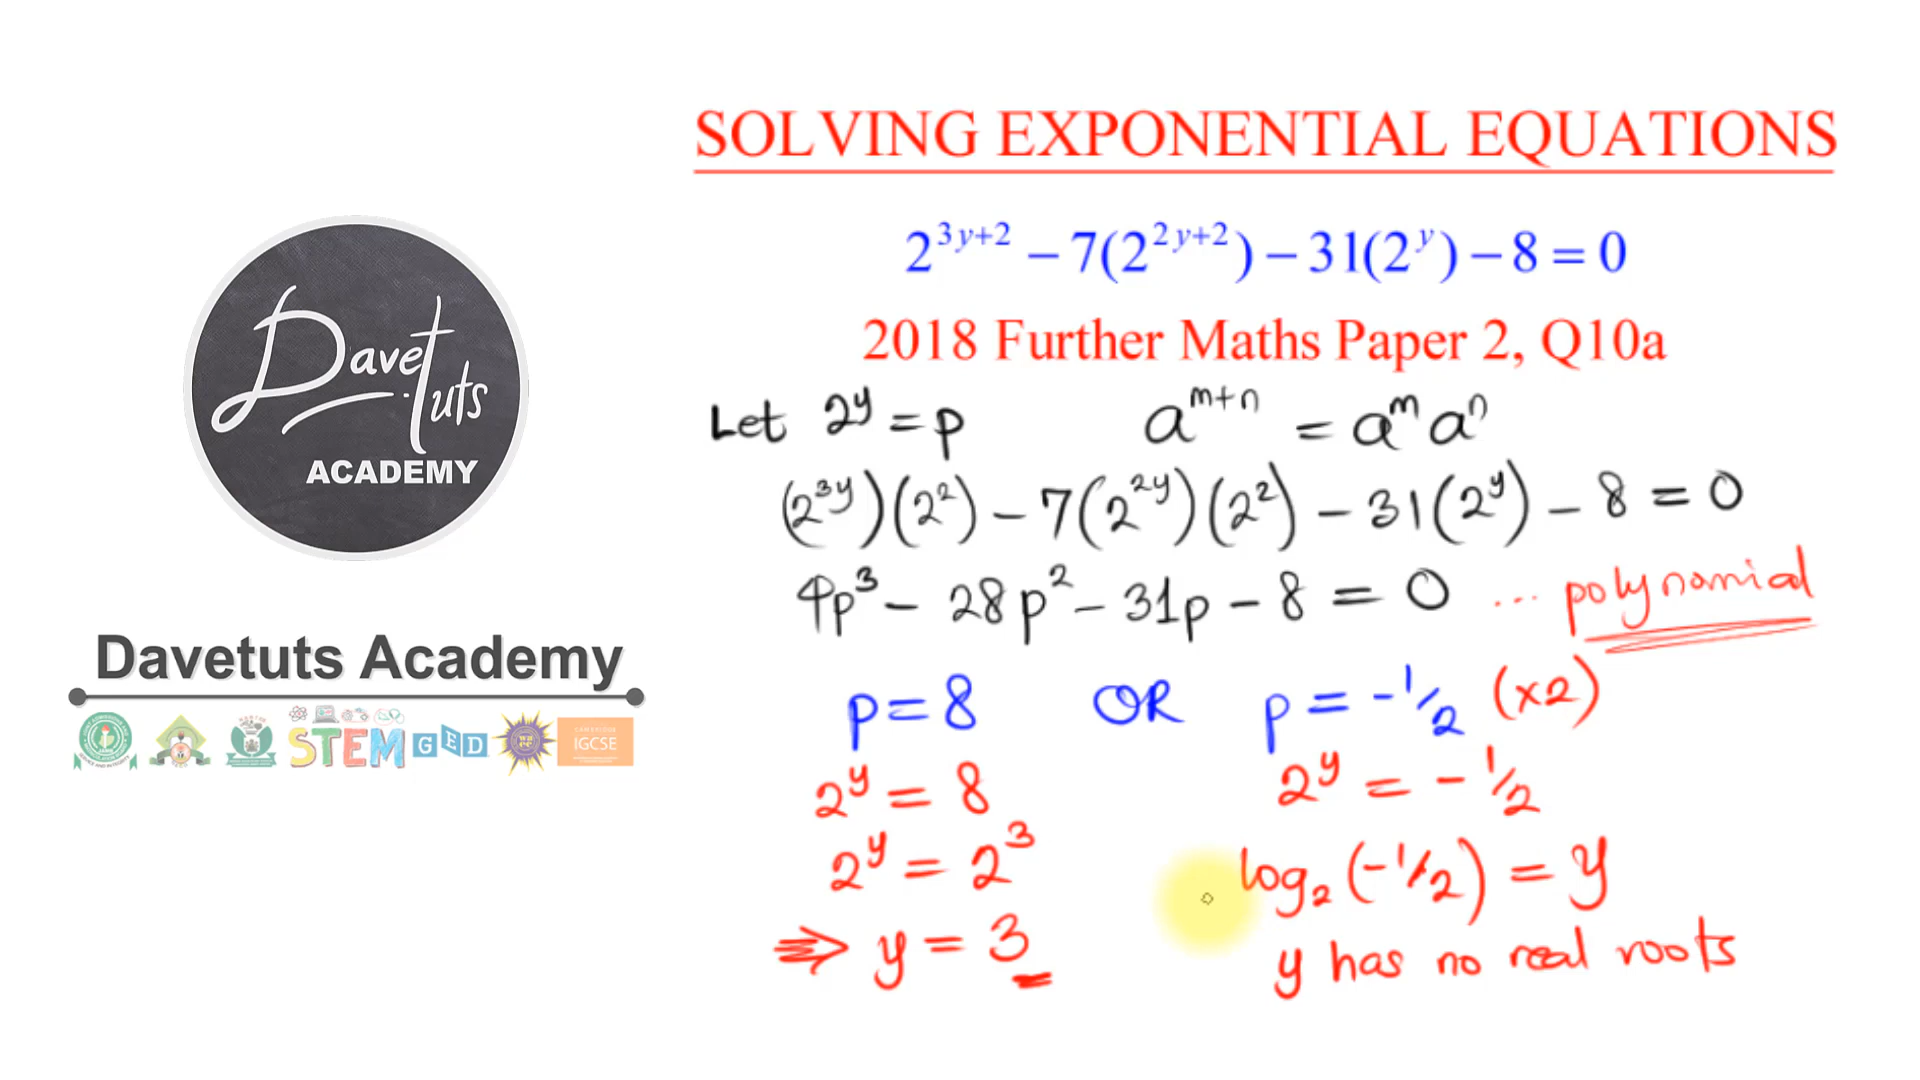 SOLVING EXPONENTIAL EQUATIONS
2^{3y+2} − 7(2^{2y+2}) − 31(2^y) − 8 = 0
2018 Further Maths Paper 2, Q10a
Let 2^y = p a^{m+n} = a^m a^n
(2^{3y})(2^2) − 7(2^{2y})(2^2) − 31(2^y) − 8 = 0
4p^3 − 28p^2 − 31p − 8 = 0 ... polynomial
p = 8 OR p = -1/2 (x2)
2^y = 8 2^y = -1/2
2^y = 2^3 log_2(-1/2) = y
⇒ y = 3 y has no real roots
DaveTuts
ACADEMY
Davetuts Academy
STEM GED IGCSE